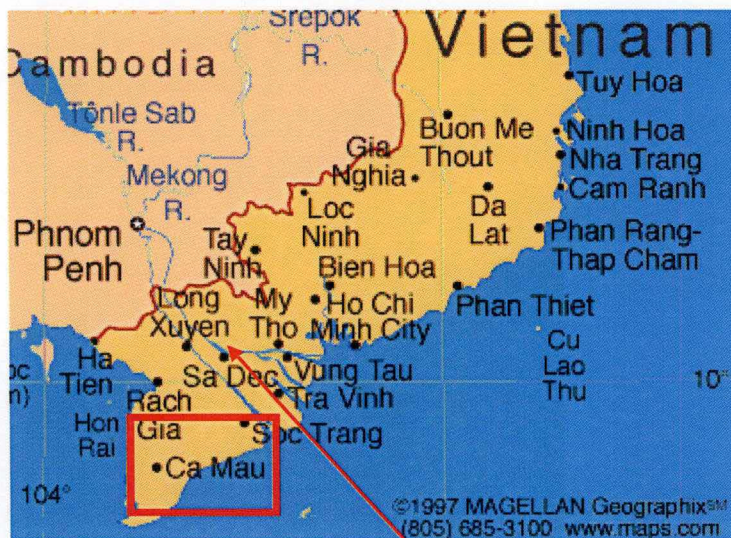 Srepok
R.
Vietnam
Cambodia
Tônle Sab
R.
Mekong
R.
Phnom
Penh
Tuy Hoa
Buon Me
Thout
Ninh Hoa
Nha Trang
Cam Ranh
Gia
Nghia
Loc
Ninh
Da
Lat
Phan Rang-
Thap Cham
Tay
Ninh
Bien Hoa
Long
Xuyen
My
Tho
Ho Chi
Minh City
Phan Thiet
Cu
Lao
Thu
Ha
Tien
Sa Dec
Vung Tau
10°
Rach
Gia
Tra Vinh
Hon
Rai
Soc Trang
Ca Mau
104°
©1997 MAGELLAN Geographix℠
(805) 685-3100 www.maps.com